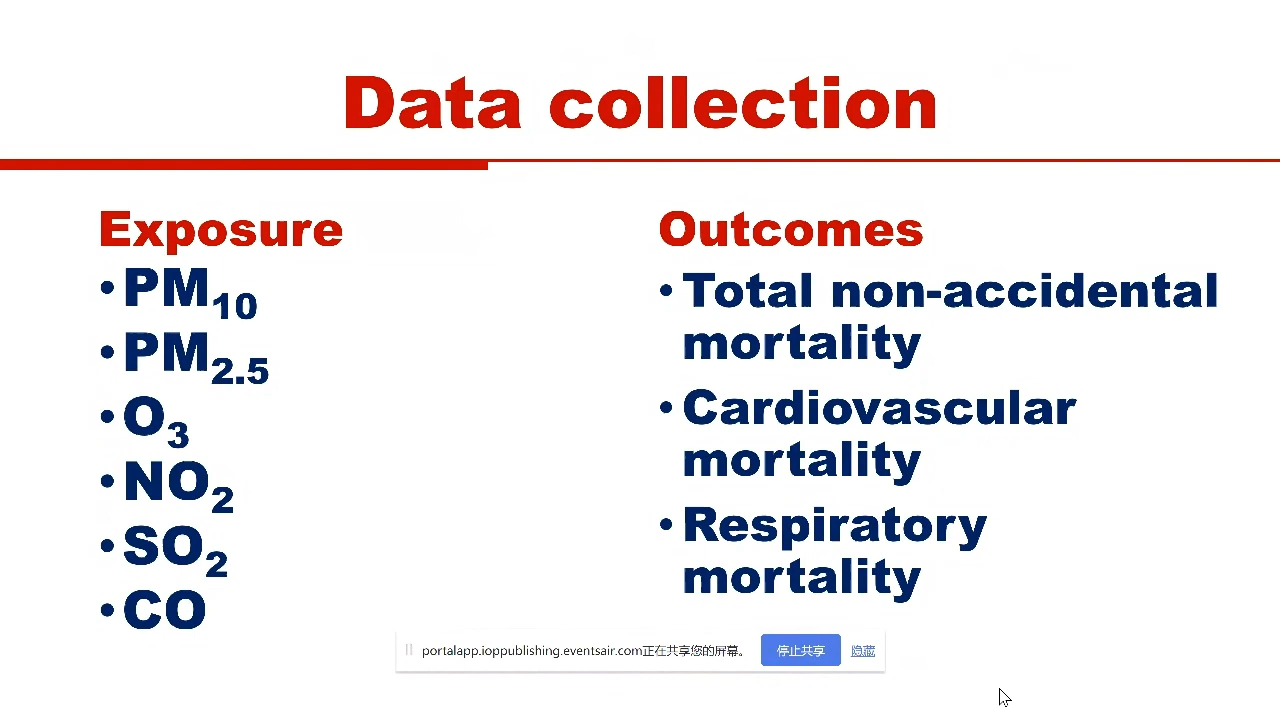 Data collection
Exposure
•PM₁₀
•PM₂.₅
•O₃
•NO₂
•SO₂
•CO
Outcomes
•Total non-accidental
mortality
•Cardiovascular
mortality
•Respiratory
mortality
portalapp.ioppublishing.eventsair.com正在共享您的屏幕。 停止共享 隐藏